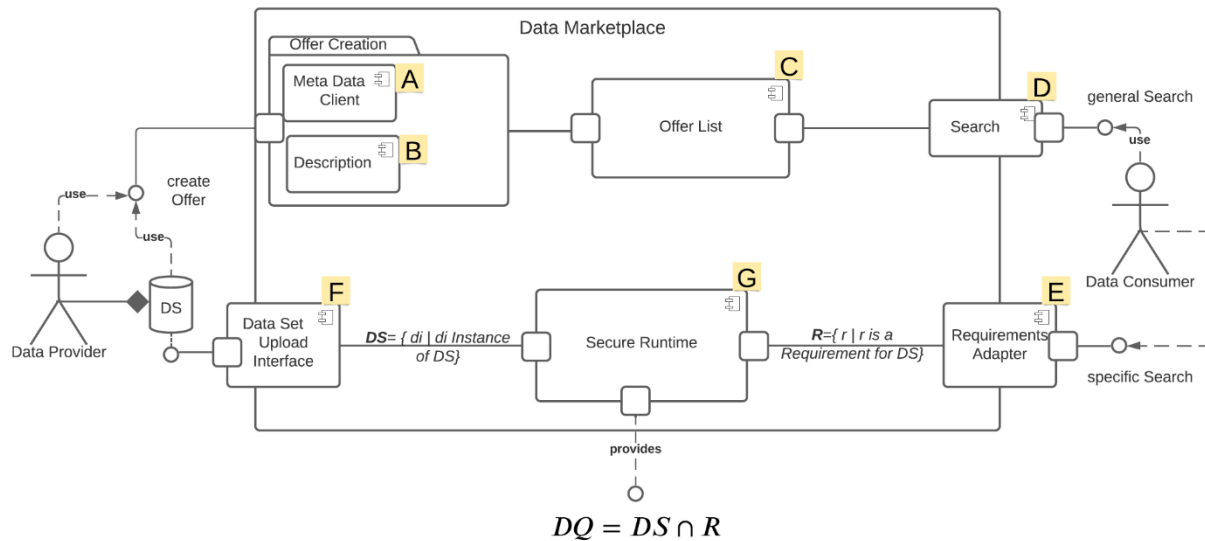 Data Marketplace
Offer Creation
Meta Data
Client
A
Description
B
C
Offer List
D
Search
general Search
use
create
Offer
use
use
DS
Data Provider
Data Consumer
F
Data Set
Upload
Interface
DS= { di | di Instance
of DS}
G
Secure Runtime
R={ r | r is a
Requirement for DS}
E
Requirements
Adapter
specific Search
provides
DQ = DS ∩ R